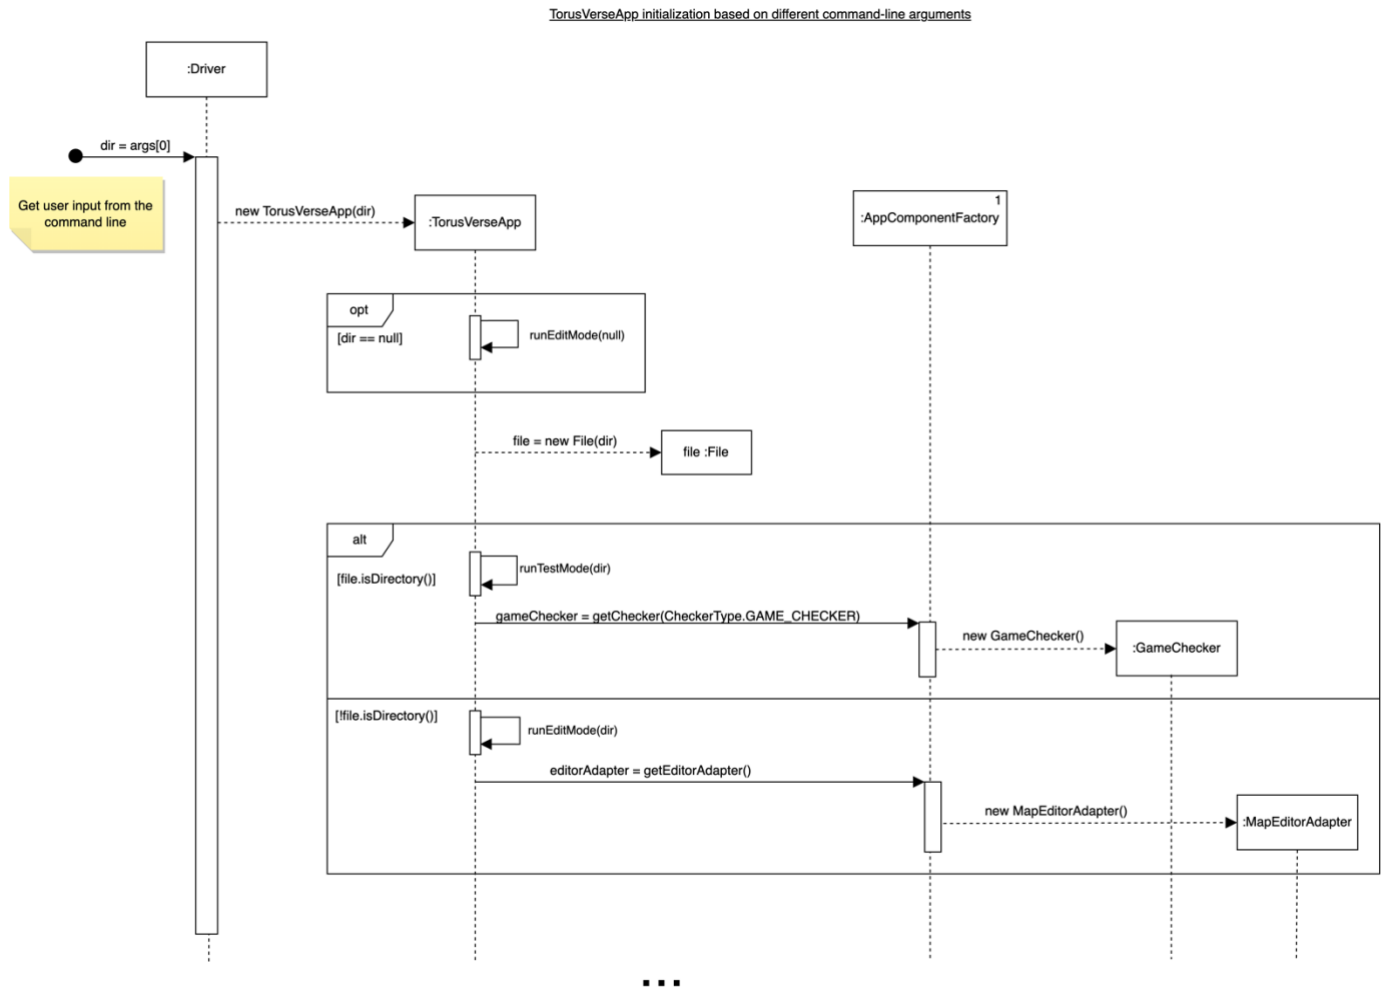 TorusVerseApp initialization based on different command-line arguments
:Driver
dir = args[0]
Get user input from the
command line
new TorusVerseApp(dir)
:TorusVerseApp
1
:AppComponentFactory
opt
[dir == null]
runEditMode(null)
file = new File(dir)
file :File
alt
[file.isDirectory()]
runTestMode(dir)
gameChecker = getChecker(CheckerType.GAME_CHECKER)
new GameChecker()
:GameChecker
[!file.isDirectory()]
runEditMode(dir)
editorAdapter = getEditorAdapter()
new MapEditorAdapter()
:MapEditorAdapter
...